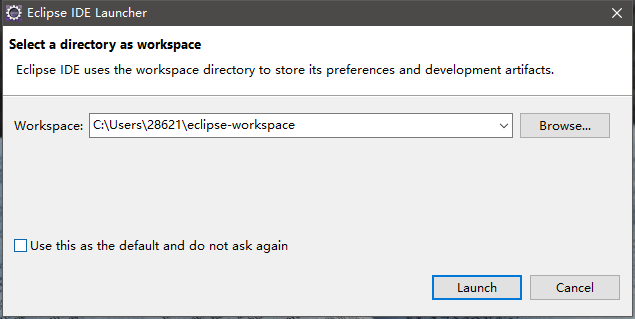 Eclipse IDE Launcher
Select a directory as workspace
Eclipse IDE uses the workspace directory to store its preferences and development artifacts.
Workspace: C:\Users\28621\eclipse-workspace Browse...
Use this as the default and do not ask again
Launch Cancel